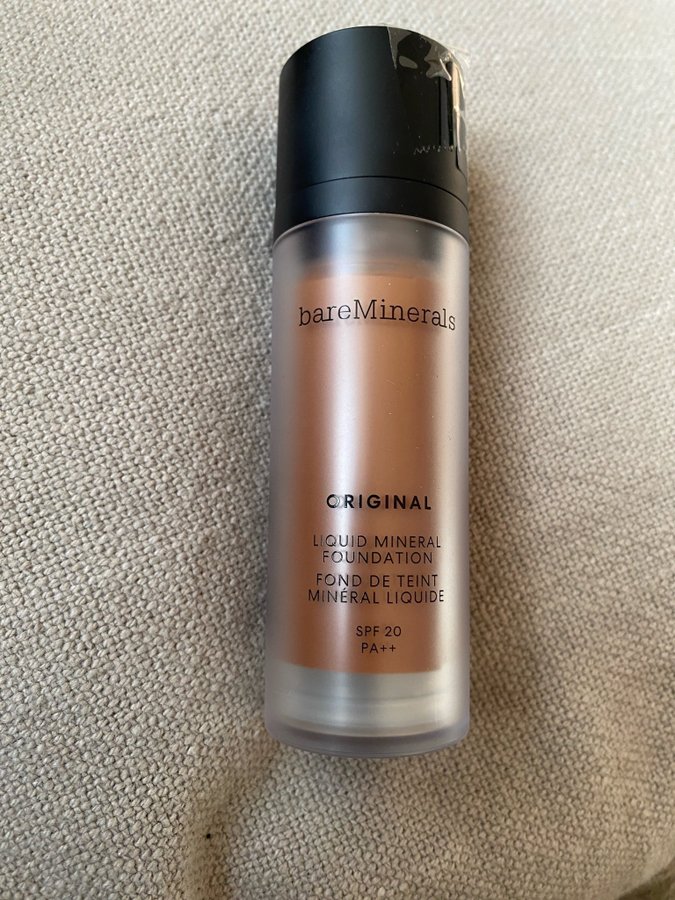 bareMinerals
ORIGINAL
LIQUID MINERAL
FOUNDATION
FOND DE TEINT
MINÉRAL LIQUIDE
SPF 20
PA++